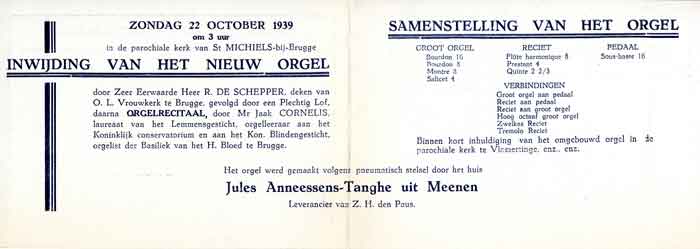 ZONDAG 22 OCTOBER 1939
om 3 uur
in de parochiale kerk van St MICHIELS-bij-Brugge
INWIJDING VAN HET NIEUW ORGEL
door Zeer Eerwaarde Heer R. DE SCHEPPER, deken van
O. L. Vrouwkerk te Brugge, gevolgd door een Plechtig Lof,
daarna ORGELRECITAAL, door Mr Jaak CORNELIS,
laureaat van het Lemmensgesticht, orgelleeraar aan het
Koninklijk conservatorium en aan het Kon. Blindengesticht,
orgelist der Basiliek van het H. Bloed te Brugge.
SAMENSTELLING VAN HET ORGEL
GROOT ORGEL
Bourdon 16
Bourdon 8
Montre 8
Salicet 4
RECIET
Flûte harmonique 8
Prestant 4
Quinte 2 2/3
PEDAAL
Sous-basse 16
VERBINDINGEN
Groot orgel aan pedaal
Reciet aan pedaal
Reciet aan groot orgel
Hoog octaaf groot orgel
Zwelkas Reciet
Tremolo Reciet
Binnen kort inhuldiging van het omgebouwd orgel in de
parochiale kerk te Vlamertinge, enz., enz.
Het orgel werd gemaakt volgens pneumatisch stelsel door het huis
Jules Anneessens-Tanghe uit Meenen
Leverancier van Z. H. den Paus.